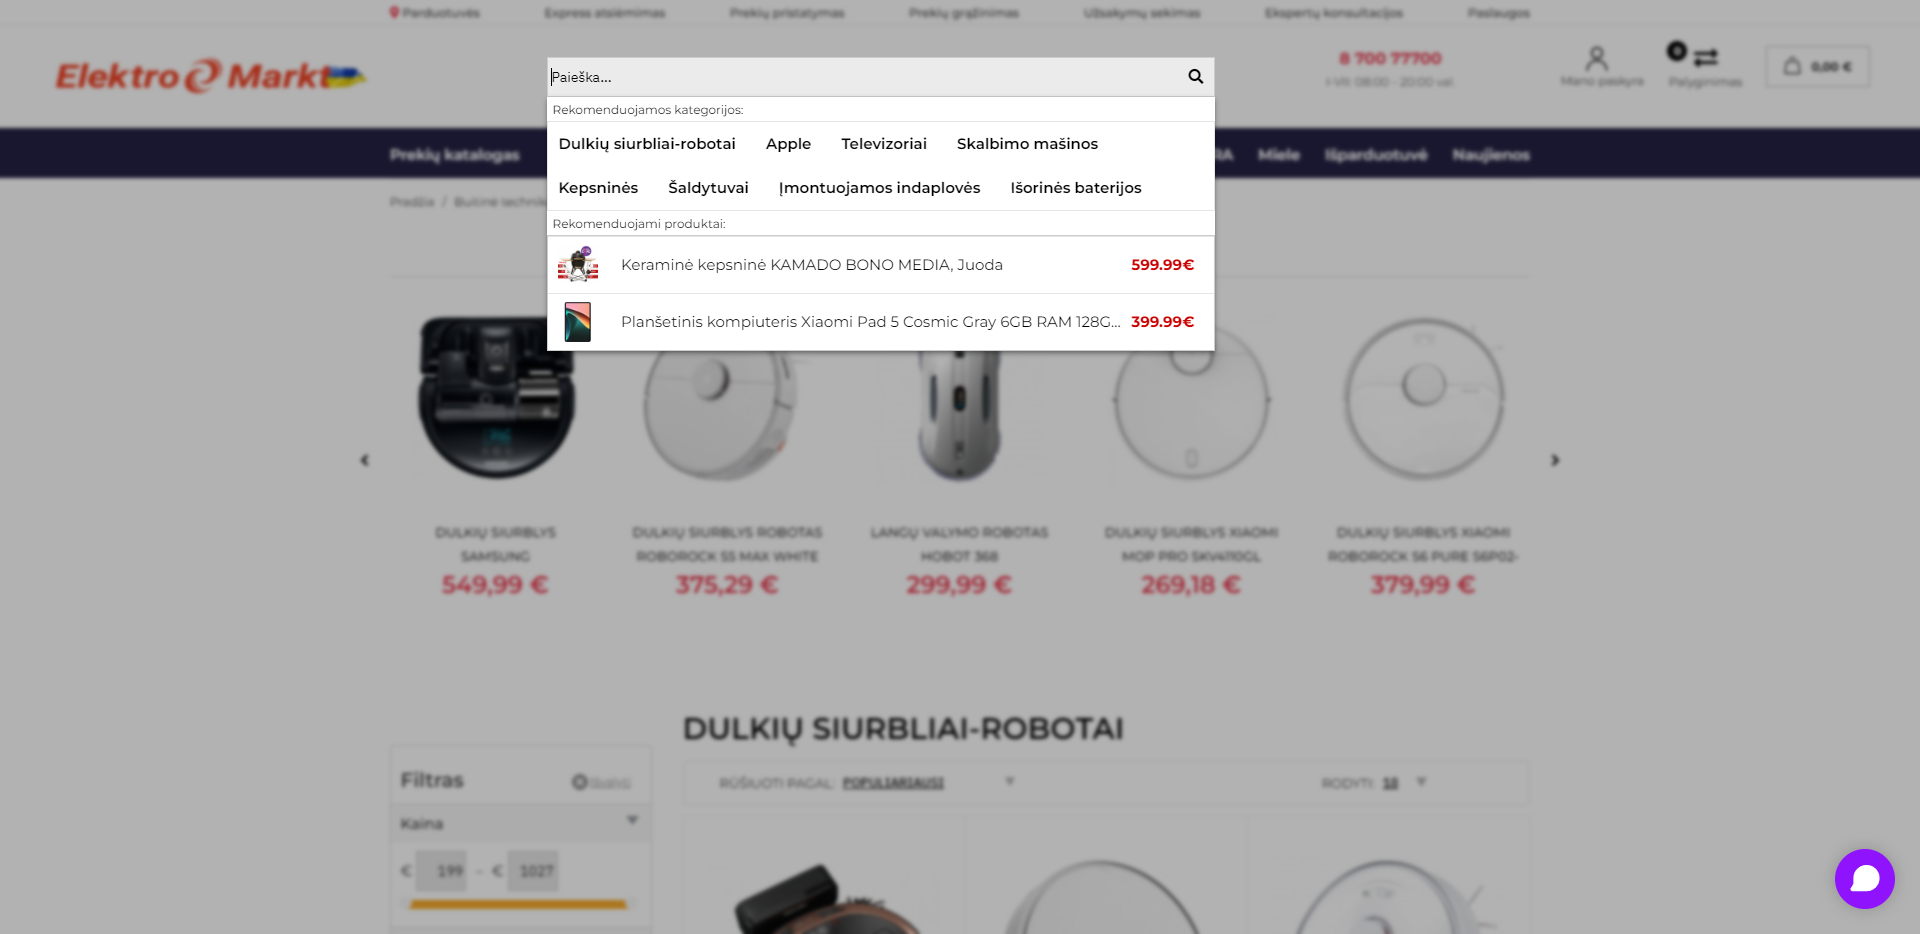 Parduotuvės
Express atsiėmimas
Prekių pristatymas
Prekių grąžinimas
Užsakymų sekimas
Ekspertų konsultacijos
Paslaugos
Elektro Markt
Paieška...
8 700 77700
I-VII: 08:00 - 20:00 val.
Mano paskyra
0
Palyginimas
0,00 €
Rekomenduojamos kategorijos:
Dulkių siurbliai-robotai
Apple
Televizoriai
Skalbimo mašinos
Kepsninės
Šaldytuvai
Įmontuojamos indaplovės
Išorinės baterijos
Prekių katalogas
Miele
Išparduotuvė
Naujienos
Pradžia / Buitinė
Rekomenduojami produktai:
Keraminė kepsninė KAMADO BONO MEDIA, Juoda
599.99€
Planšetinis kompiuteris Xiaomi Pad 5 Cosmic Gray 6GB RAM 128G...
399.99€
DULKIŲ SIURBLYS
SAMSUNG
549,99 €
DULKIŲ SIURBLYS ROBOTAS
ROBOROCK S5 MAX WHITE
375,29 €
LANGŲ VALYMO ROBOTAS
HOBOT 368
299,99 €
DULKIŲ SIURBLYS XIAOMI
MOP PRO SKV4110GL
269,18 €
DULKIŲ SIURBLYS XIAOMI
ROBOROCK S6 PURE S6P02-
379,99 €
DULKIŲ SIURBLIAI-ROBOTAI
Filtras
RŪŠIUOTI PAGAL: POPULIARIAUSI
RODYTI: 10
Kaina
€ 199 – € 1027